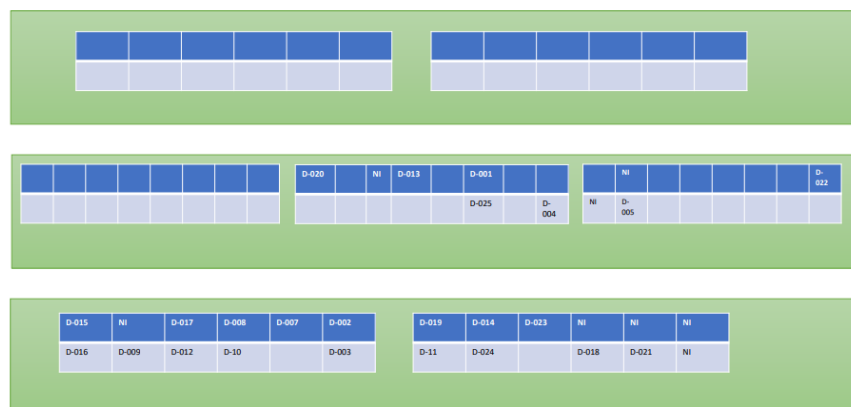 D-020 NI D-013 D-001
D-025 D-
004
NI D-
022
NI D-
005
D-015 NI D-017 D-008 D-007 D-002
D-016 D-009 D-012 D-10 D-003
D-019 D-014 D-023 NI NI NI
D-11 D-024 D-018 D-021 NI